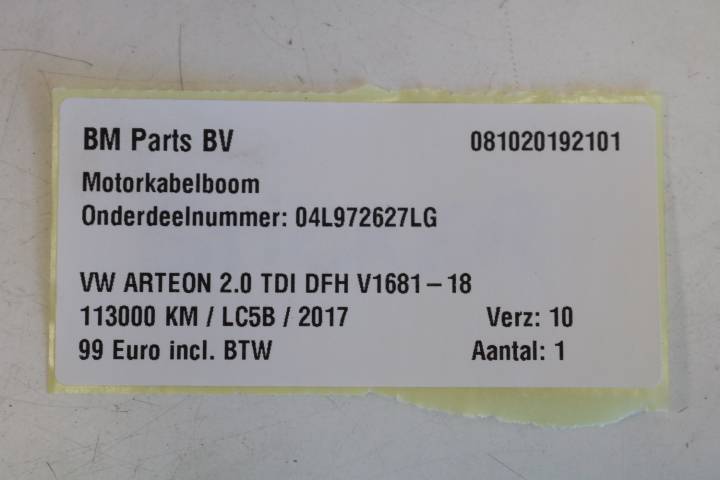 BM Parts BV 081020192101
Motorkabelboom
Onderdeelnummer: 04L972627LG
VW ARTEON 2.0 TDI DFH V1681-18
113000 KM / LC5B / 2017 Verz: 10
99 Euro incl. BTW Aantal: 1